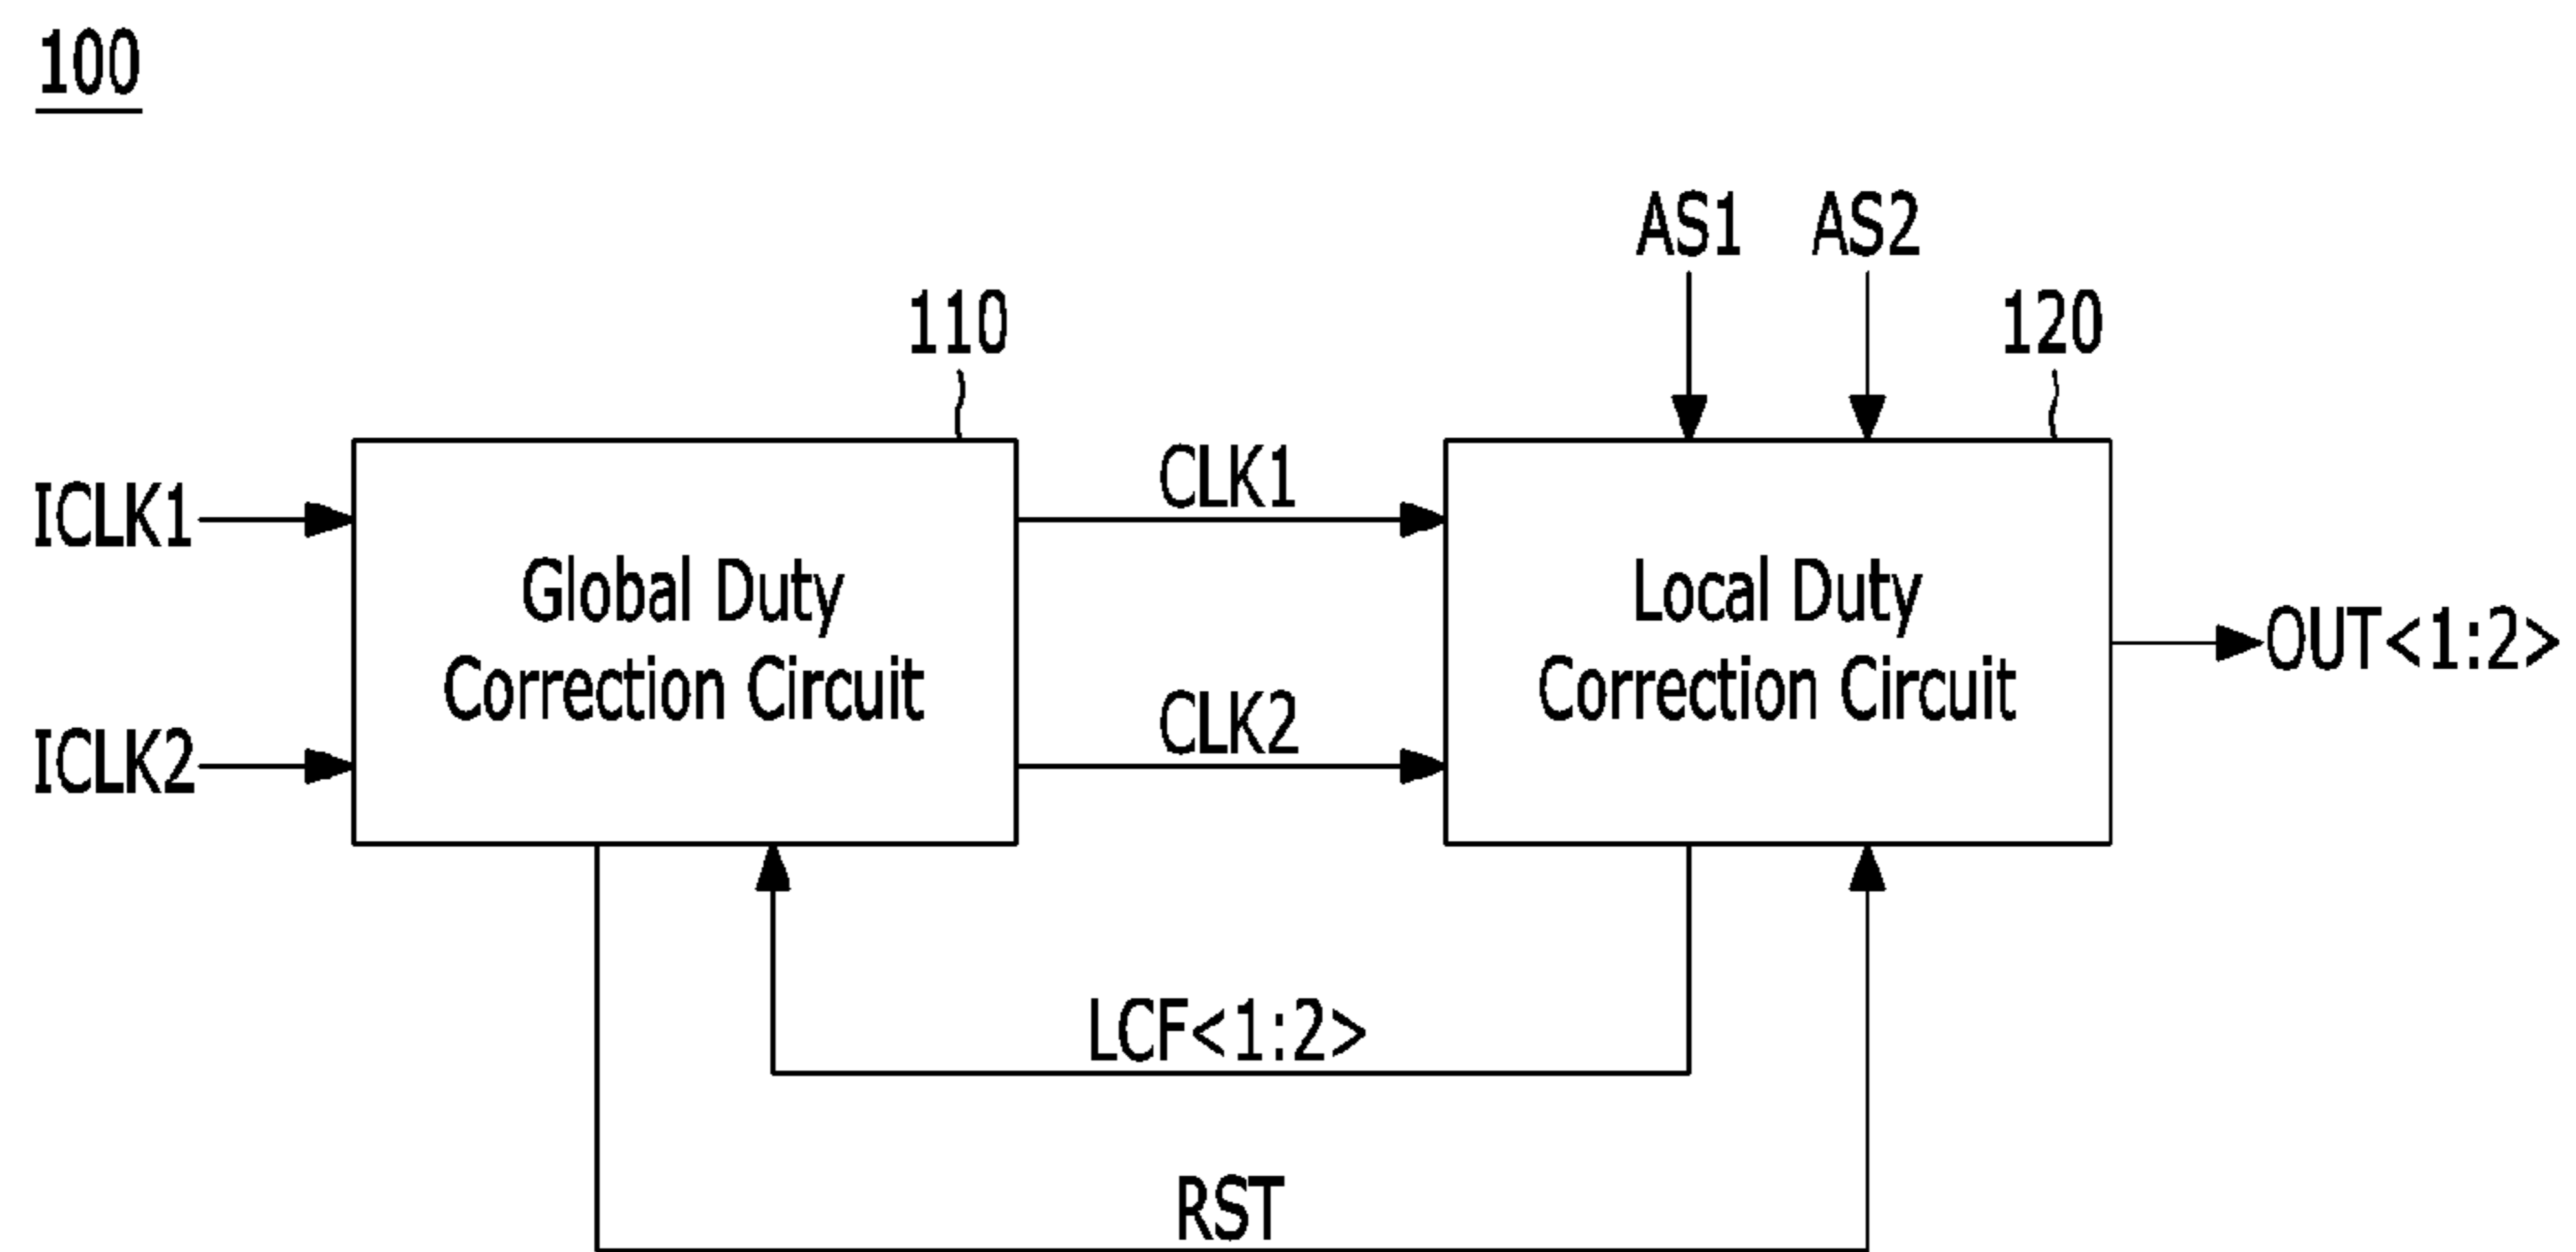 100
AS1 AS2
110
120
ICLK1
CLK1
Global Duty
Correction Circuit
Local Duty
Correction Circuit
OUT<1:2>
ICLK2
CLK2
LCF<1:2>
RST